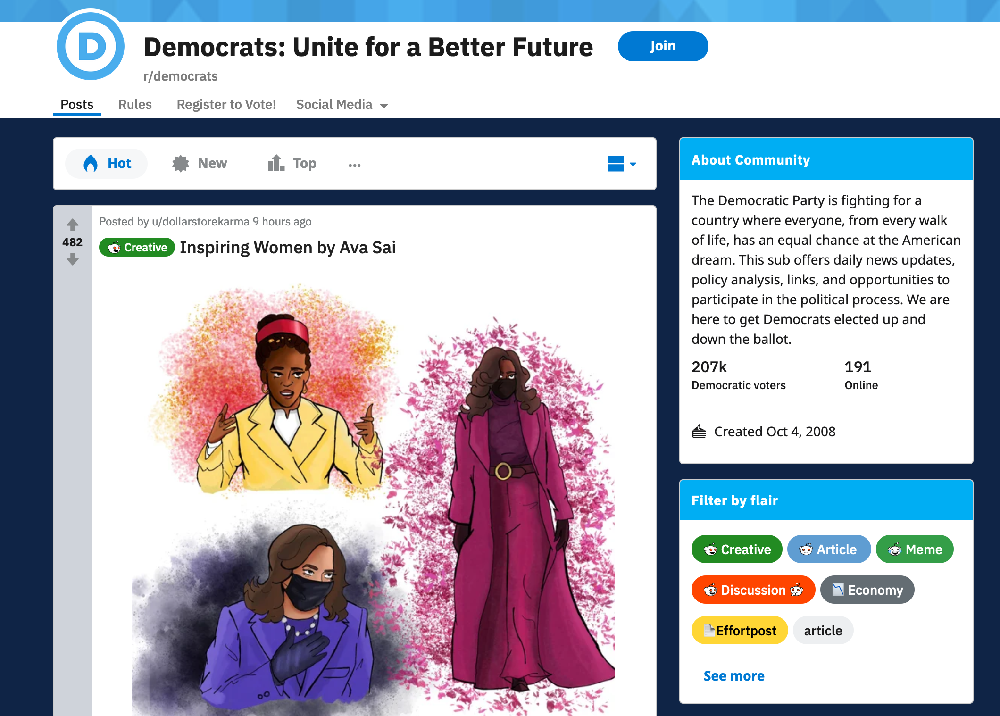 D
Democrats: Unite for a Better Future
Join
r/democrats
Posts
Rules
Register to Vote!
Social Media
Hot
New
Top
...
482
Posted by u/dollarstorekarma 9 hours ago
Creative
Inspiring Women by Ava Sai
About Community
The Democratic Party is fighting for a
country where everyone, from every walk
of life, has an equal chance at the American
dream. This sub offers daily news updates,
policy analysis, links, and opportunities to
participate in the political process. We are
here to get Democrats elected up and
down the ballot.
207k
Democratic voters
191
Online
Created Oct 4, 2008
Filter by flair
Creative
Article
Meme
Discussion
Economy
Effortpost
article
See more